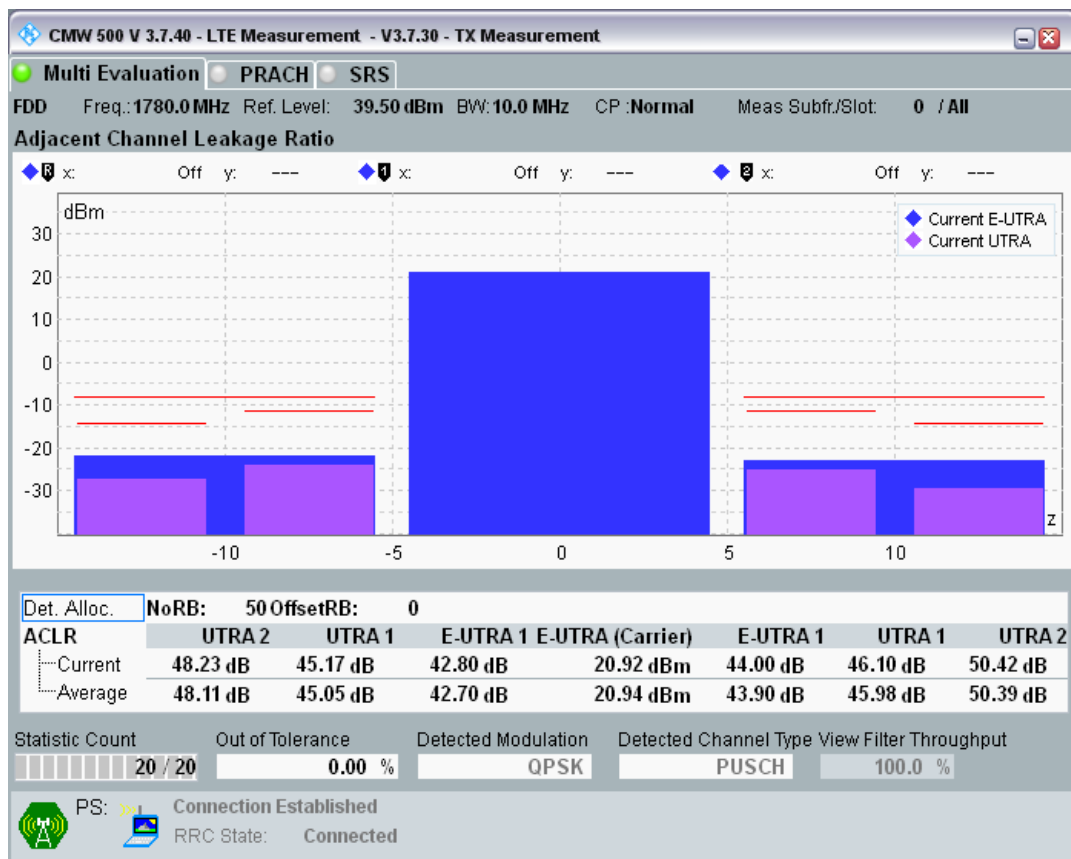 CMW 500 V 3.7.40 - LTE Measurement - V3.7.30 - TX Measurement
Multi Evaluation PRACH SRS
FDD Freq.:1780.0 MHz Ref. Level: 39.50 dBm BW:10.0 MHz CP :Normal Meas Subfr./Slot: 0 / All
Adjacent Channel Leakage Ratio
R x: Off y: --- 1 x: Off y: --- 2 x: Off y: ---
dBm
Current E-UTRA
Current UTRA
30
20
10
0
-10
-20
-30
z
-10 -5 0 5 10
Det. Alloc. NoRB: 50 OffsetRB: 0
ACLR UTRA 2 UTRA 1 E-UTRA 1 E-UTRA (Carrier) E-UTRA 1 UTRA 1 UTRA 2
Current 48.23 dB 45.17 dB 42.80 dB 20.92 dBm 44.00 dB 46.10 dB 50.42 dB
Average 48.11 dB 45.05 dB 42.70 dB 20.94 dBm 43.90 dB 45.98 dB 50.39 dB
Statistic Count Out of Tolerance Detected Modulation Detected Channel Type View Filter Throughput
20 / 20 0.00 % QPSK PUSCH 100.0 %
PS: Connection Established
RRC State: Connected